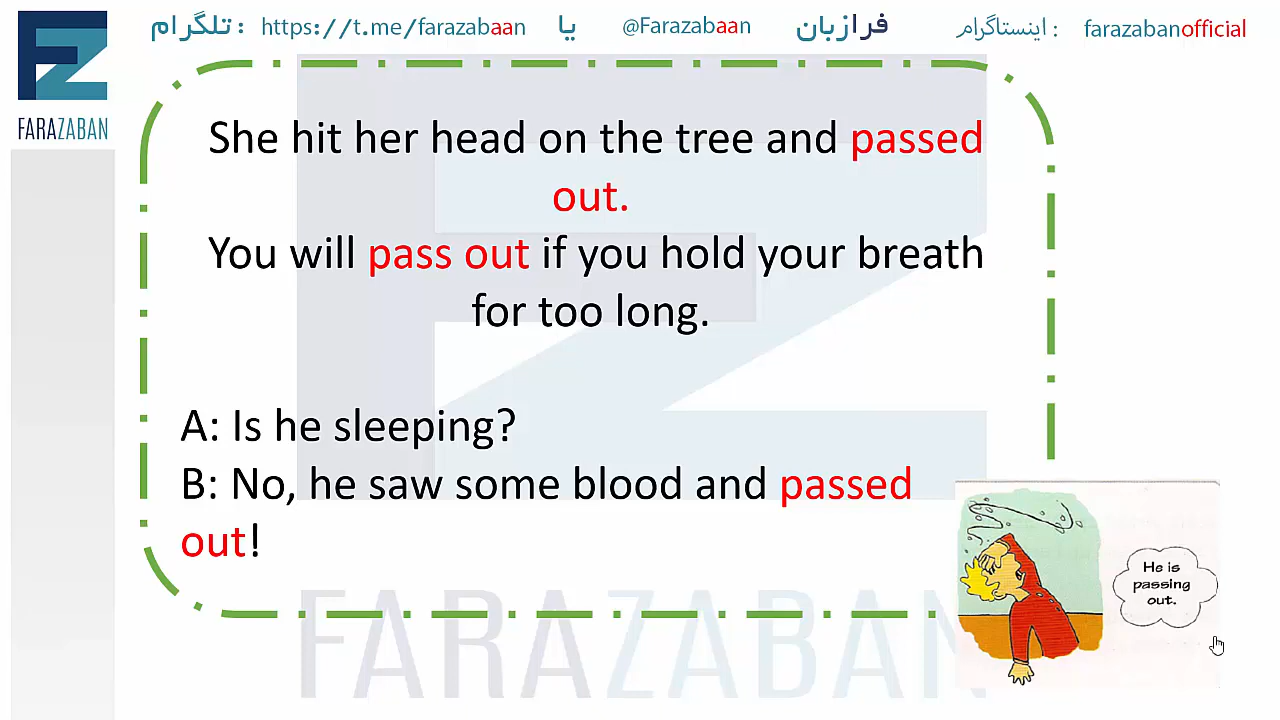 تلگرام : https://t.me/farazabaan یا @Farazabaan فرازبان اینستاگرام : farazabanofficial
FARAZABAN
She hit her head on the tree and passed
out.
You will pass out if you hold your breath
for too long.
A: Is he sleeping?
B: No, he saw some blood and passed
out!
He is
passing
out.
FARAZABAN